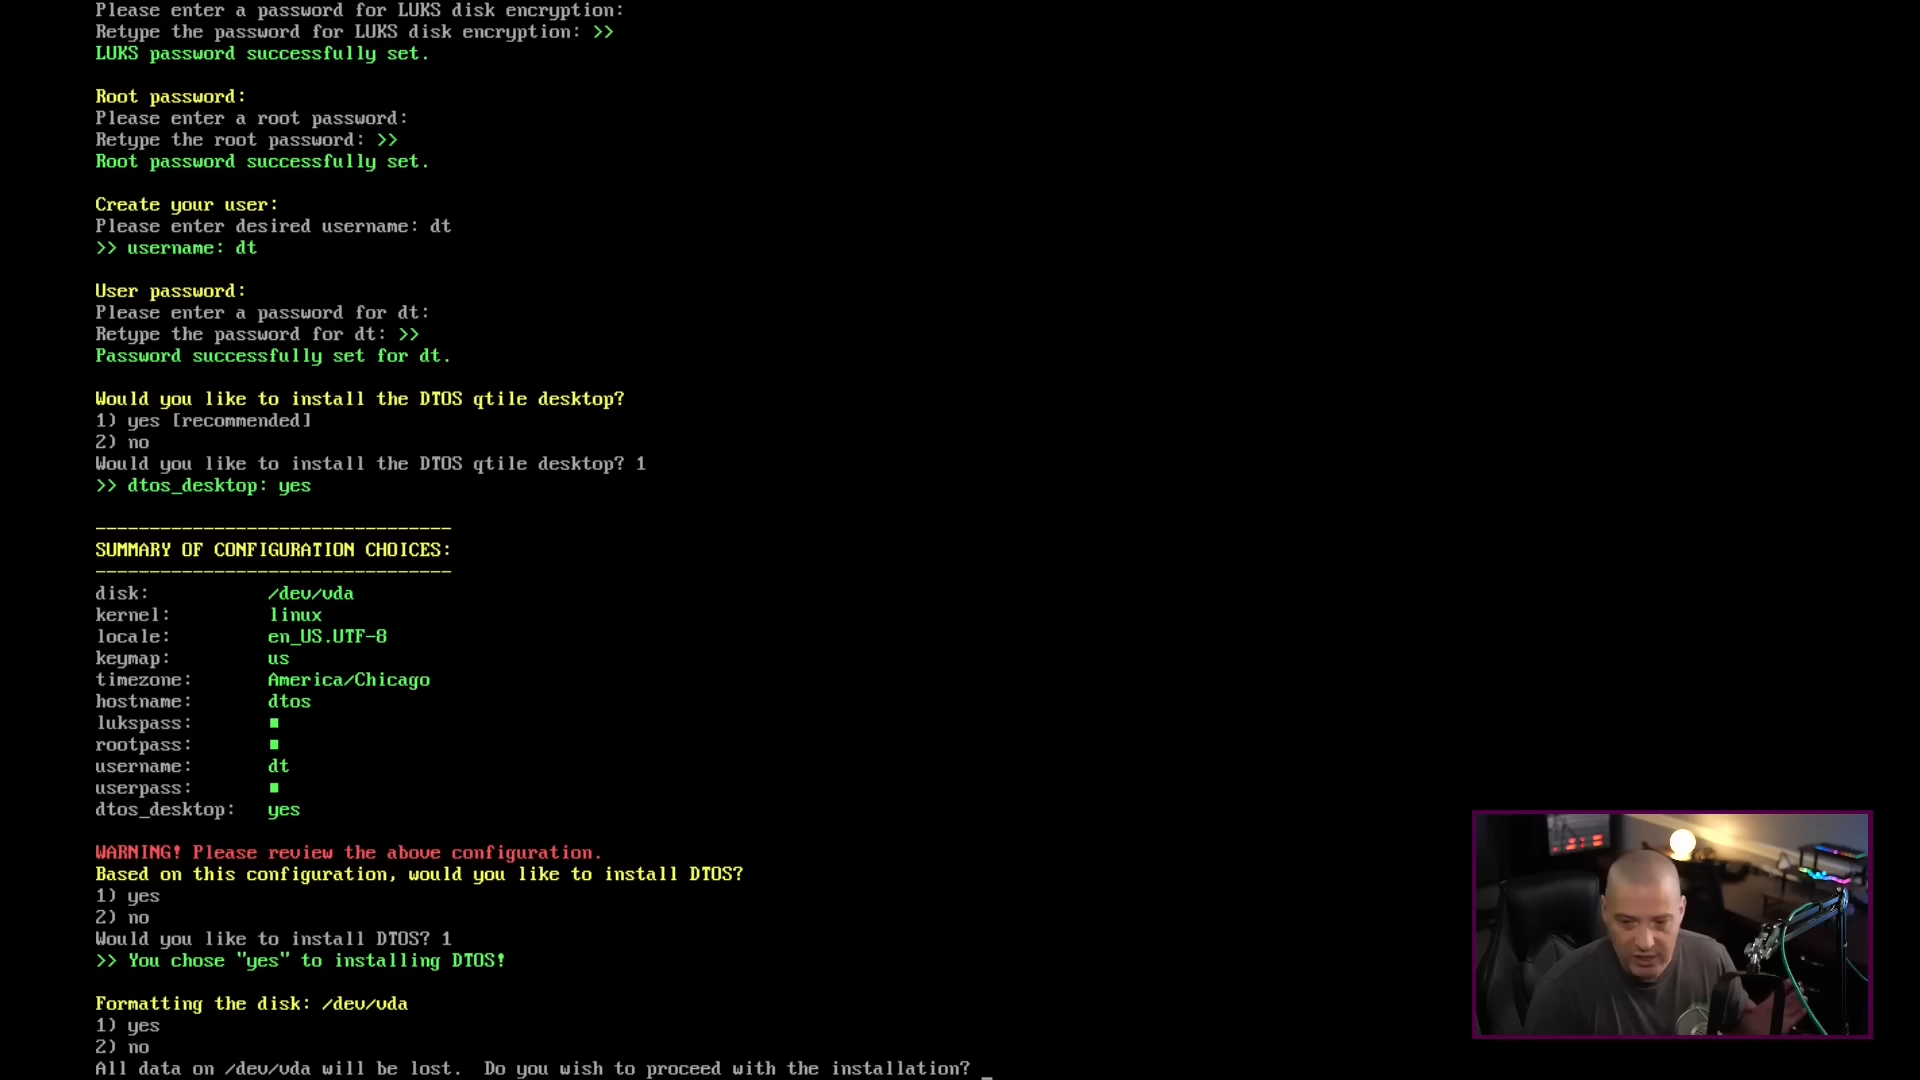 Please enter a password for LUKS disk encryption:
Retype the password for LUKS disk encryption: >>
LUKS password successfully set.
Root password:
Please enter a root password:
Retype the root password: >>
Root password successfully set.
Create your user:
Please enter desired username: dt
>> username: dt
User password:
Please enter a password for dt:
Retype the password for dt: >>
Password successfully set for dt.
Would you like to install the DTOS qtile desktop?
1) yes [recommended]
2) no
Would you like to install the DTOS qtile desktop? 1
>> dtos_desktop: yes
---------------------------------
SUMMARY OF CONFIGURATION CHOICES:
---------------------------------
disk: /dev/vda
kernel: linux
locale: en_US.UTF-8
keymap: us
timezone: America/Chicago
hostname: dtos
lukspass: ■
rootpass: ■
username: dt
userpass: ■
dtos_desktop: yes
WARNING! Please review the above configuration.
Based on this configuration, would you like to install DTOS?
1) yes
2) no
Would you like to install DTOS? 1
>> You chose "yes" to installing DTOS!
Formatting the disk: /dev/vda
1) yes
2) no
All data on /dev/vda will be lost.  Do you wish to proceed with the installation? _